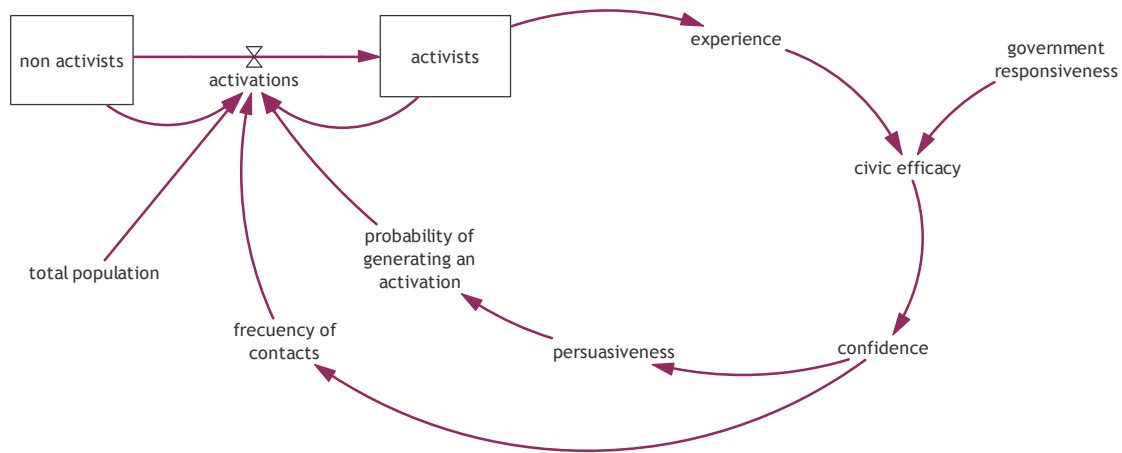 non activists
activists
activations
experience
government
responsiveness
civic efficacy
probability of
generating an
activation
total population
frecuency of
contacts
persuasiveness
confidence